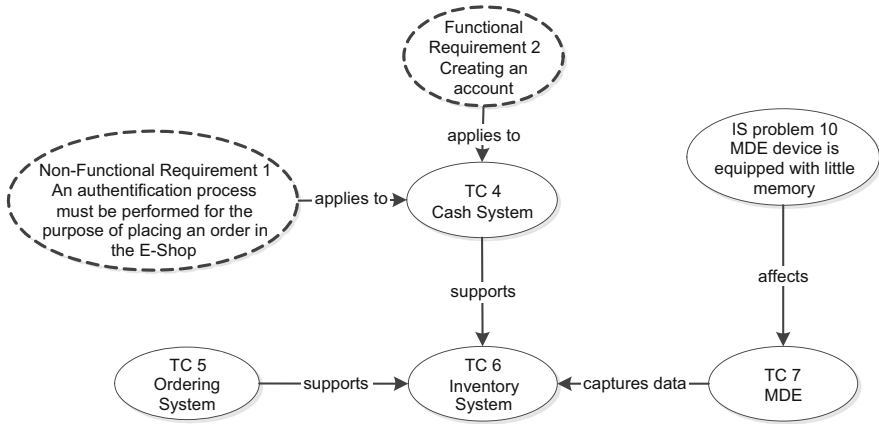 Functional
Requirement 2
Creating an
account
applies to
IS problem 10
MDE device is
equipped with little
memory
Non-Functional Requirement 1
An authentification process
must be performed for the
purpose of placing an order in
the E-Shop
applies to
TC 4
Cash System
supports
affects
TC 5
Ordering
System
supports
TC 6
Inventory
System
captures data
TC 7
MDE